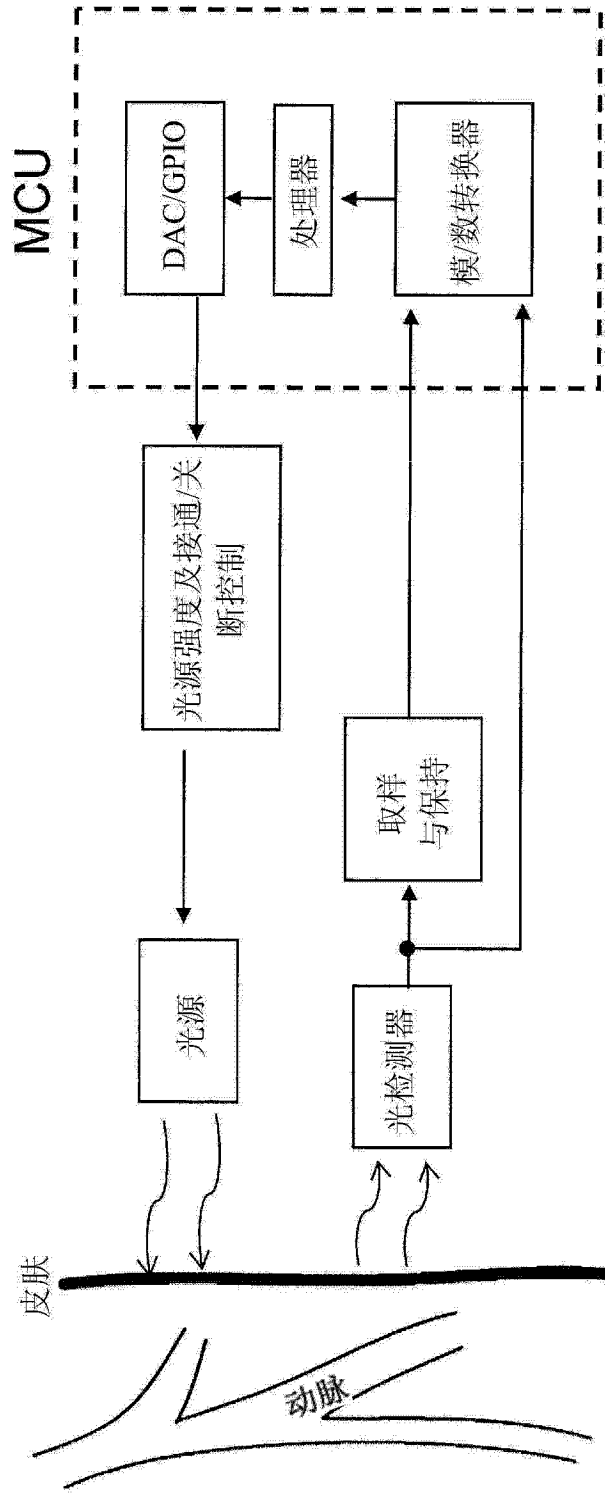 MCU
DAC/GPIO
处理器
模/数转换器
光源强度及接通/关
断控制
取样
与保持
光源
光检测器
皮肤
动脉